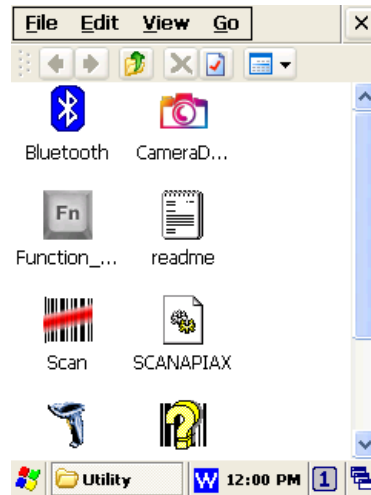 File Edit View Go
Bluetooth CameraD...
Fn
Function_... readme
Scan SCANAPIAX
Utility W 12:00 PM 1